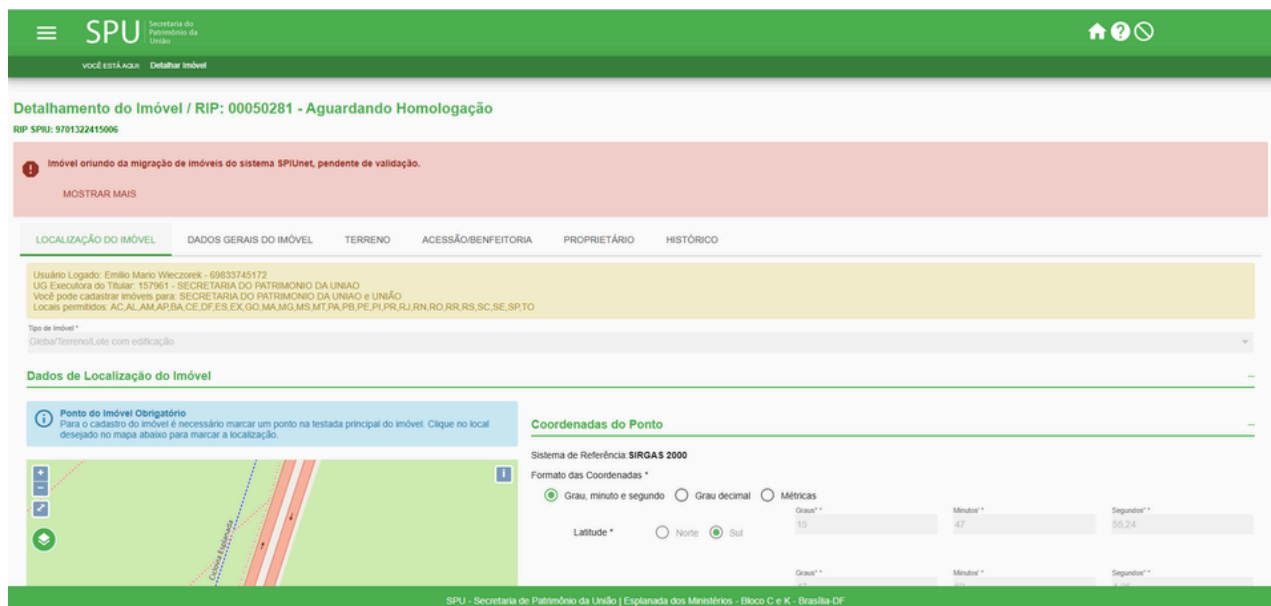 SPU
Secretaria do
Patrimônio da
União
VOCÊ ESTÁ AQUI: Detalhar Imóvel
Detalhamento do Imóvel / RIP: 00050281 - Aguardando Homologação
RIP SPIU: 9701322415006
Imóvel oriundo da migração de imóveis do sistema SPIUnet, pendente de validação.
MOSTRAR MAIS
LOCALIZAÇÃO DO IMÓVEL DADOS GERAIS DO IMÓVEL TERRENO ACESSÃO/BENFEITORIA PROPRIETÁRIO HISTÓRICO
Usuário Logado: Emilio Mario Wieczorek - 69833745172
UG Executora do Titular: 157961 - SECRETARIA DO PATRIMONIO DA UNIAO
Você pode cadastrar imóveis para: SECRETARIA DO PATRIMONIO DA UNIAO e UNIÃO
Locais permitidos: AC,AL,AM,AP,BA,CE,DF,ES,EX,GO,MA,MG,MS,MT,PA,PB,PE,PI,PR,RJ,RN,RO,RR,RS,SC,SE,SP,TO
Tipo de Imóvel *
Gleba/Terreno/Lote com edificação
Dados de Localização do Imóvel
Ponto do Imóvel Obrigatório
Para o cadastro do imóvel é necessário marcar um ponto na testada principal do imóvel. Clique no local
desejado no mapa abaixo para marcar a localização.
Ciclovia Esplanada
Coordenadas do Ponto
Sistema de Referência: SIRGAS 2000
Formato das Coordenadas *
Grau, minuto e segundo Grau decimal Métricas
Latitude * Norte Sul
Graus° * Minutos' * Segundos" *
15 47 55,24
Graus° * Minutos' * Segundos" *
SPU - Secretaria de Patrimônio da União | Esplanada dos Ministérios - Bloco C e K - Brasília-DF